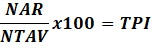 NAR
NTAV x100 = TPI